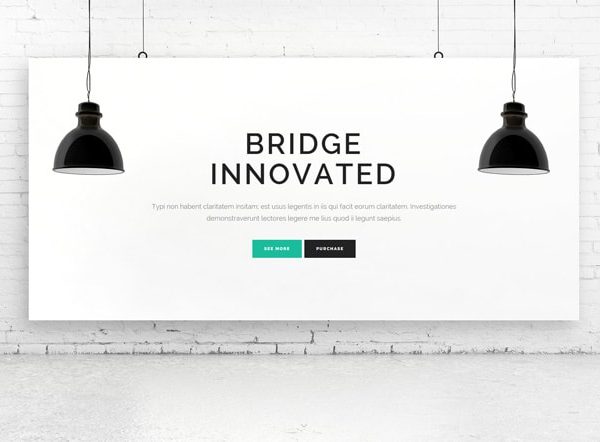 BRIDGE
INNOVATED
Typi non habent claritatem insitam; est usus legentis in iis qui facit eorum claritatem. Investigationes
demonstraverunt lectores legere me lius quod ii legunt saepius.
SEE MORE PURCHASE